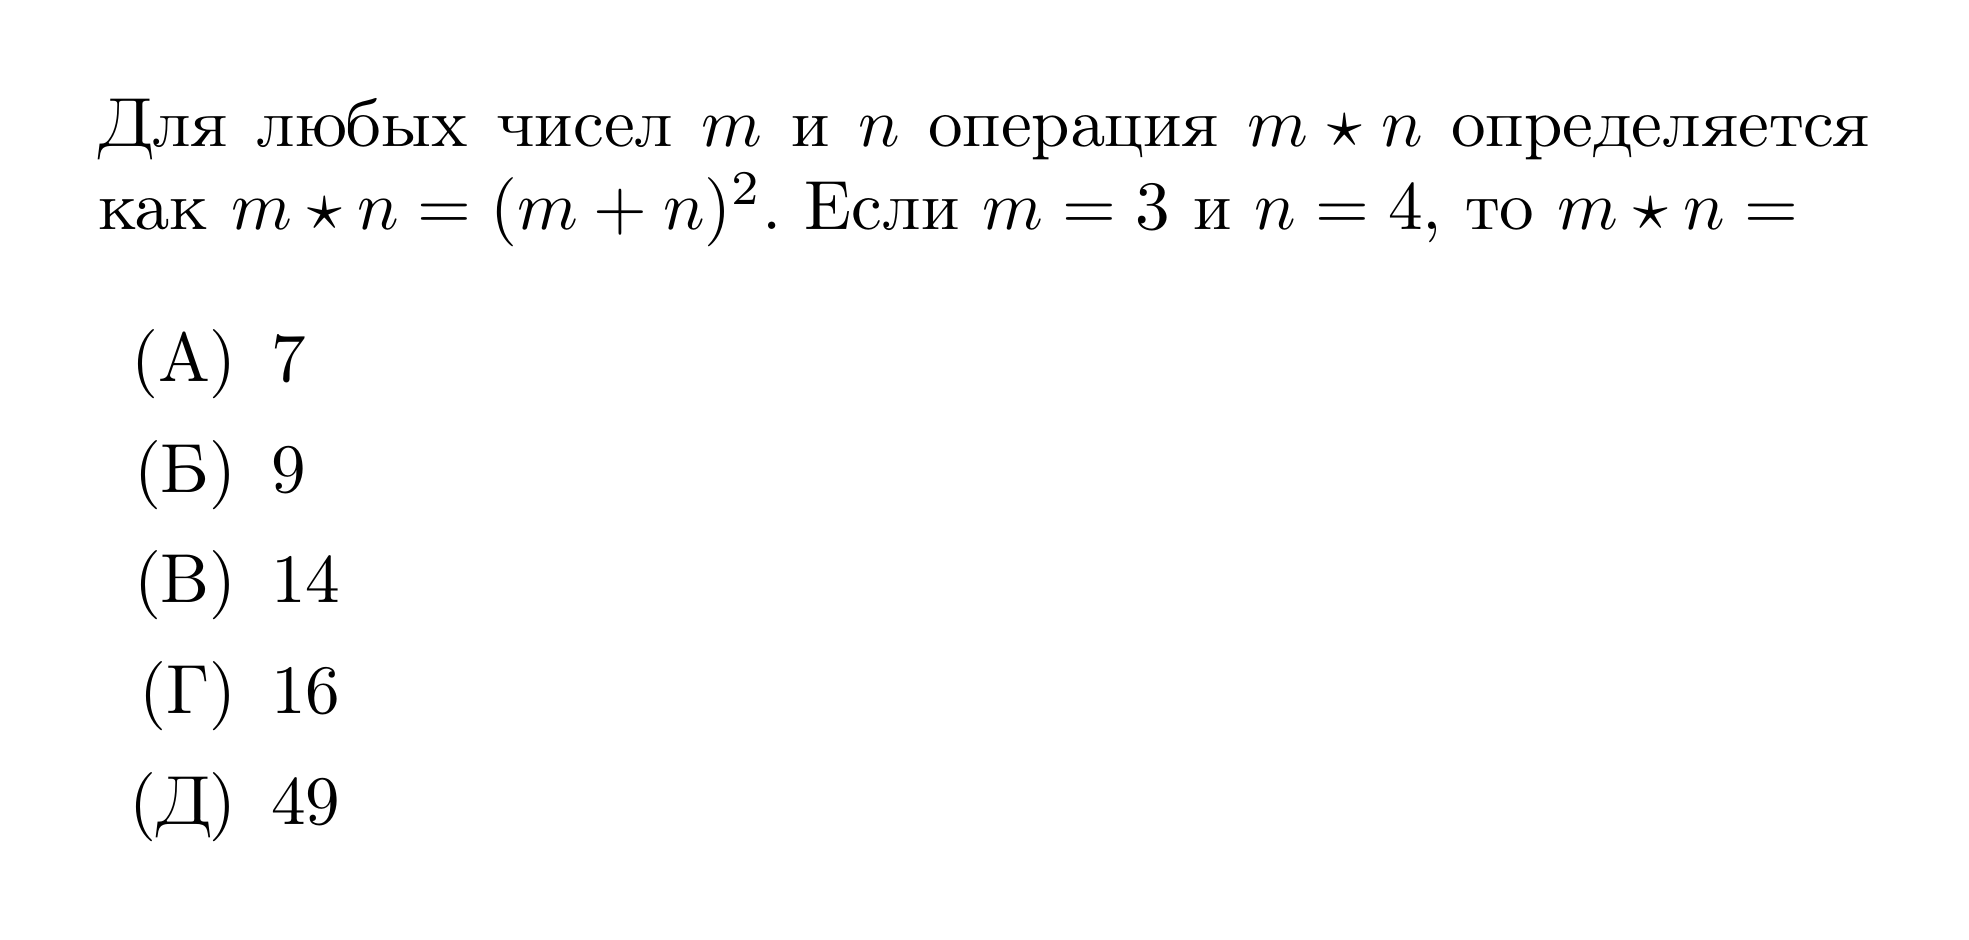 Для любых чисел m и n операция m ⋆ n определяется
как m ⋆ n = (m + n)². Если m = 3 и n = 4, то m ⋆ n =
(А) 7
(Б) 9
(В) 14
(Г) 16
(Д) 49